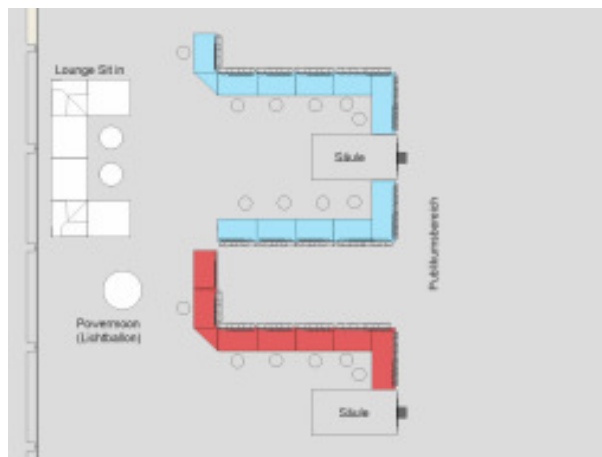 Lounge Sit in
Säule
Publikumsbereich
Powermoon
(Lichtballon)
Säule